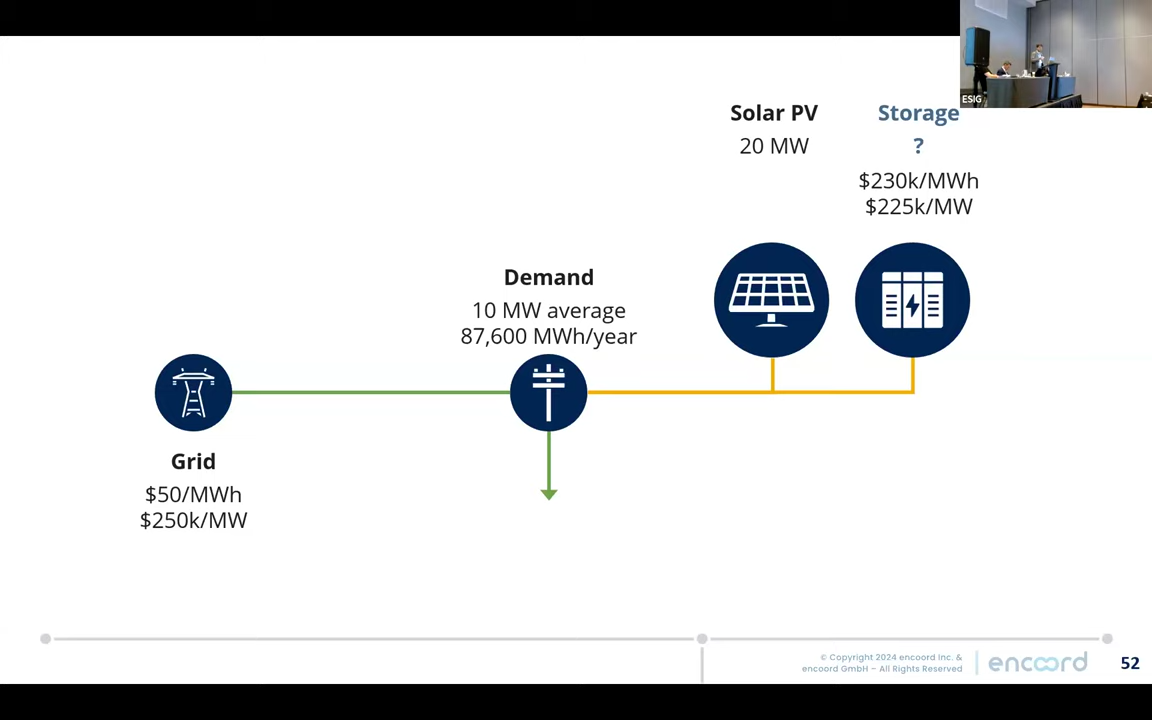 ESIG
Solar PV
20 MW
Storage
?
$230k/MWh
$225k/MW
Demand
10 MW average
87,600 MWh/year
Grid
$50/MWh
$250k/MW
© Copyright 2024 encoord Inc. &
encoord GmbH – All Rights Reserved
encoord
52